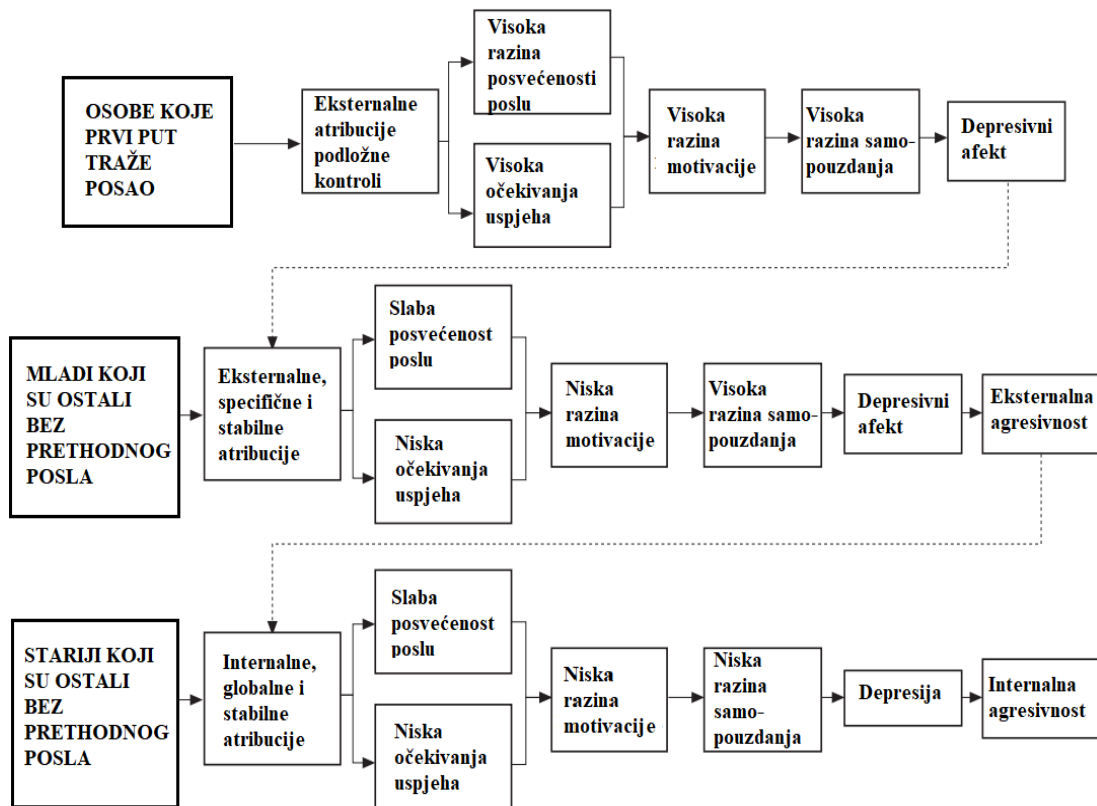 OSOBE KOJE
PRVI PUT
TRAŽE
POSAO
Eksternalne
atribucije
podložne
kontroli
Visoka
razina
posvećenosti
poslu
Visoka
očekivanja
uspjeha
Visoka
razina
motivacije
Visoka
razina samo-
pouzdanja
Depresivni
afekt
MLADI KOJI
SU OSTALI
BEZ
PRETHODNOG
POSLA
Eksternalne,
specifične i
stabilne
atribucije
Slaba
posvećenost
poslu
Niska
očekivanja
uspjeha
Niska
razina
motivacije
Visoka
razina samo-
pouzdanja
Depresivni
afekt
Eksternalna
agresivnost
STARIJI KOJI
SU OSTALI
BEZ
PRETHODNOG
POSLA
Internalne,
globalne i
stabilne
atribucije
Slaba
posvećenost
poslu
Niska
očekivanja
uspjeha
Niska
razina
motivacije
Niska
razina
samo-
pouzdanja
Depresija
Internalna
agresivnost